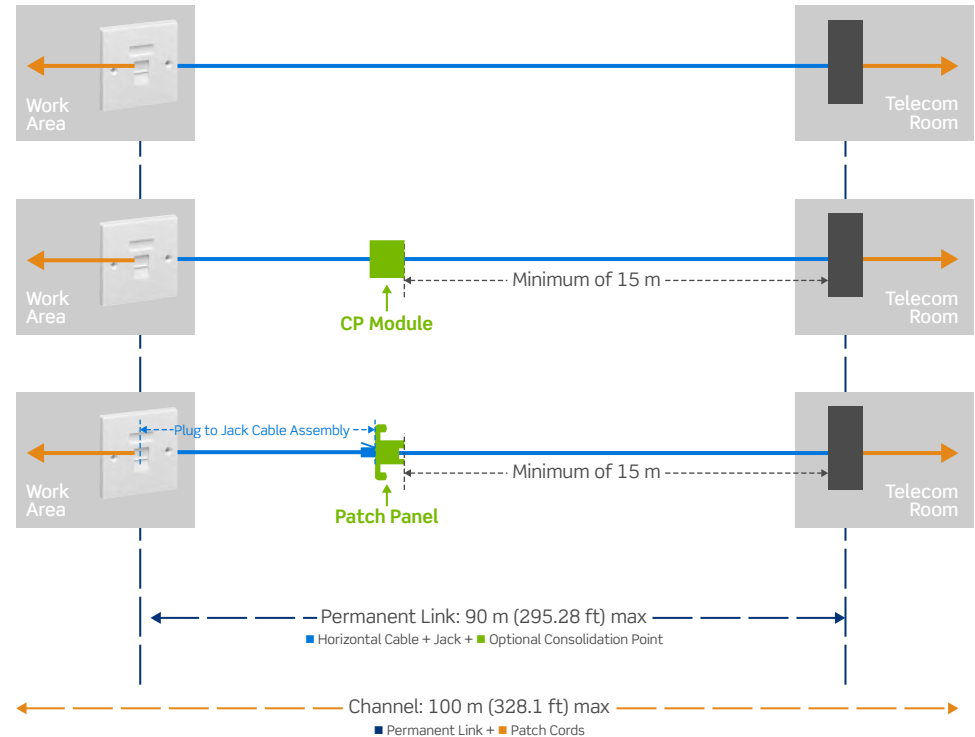 Work
Area
Telecom
Room
Minimum of 15 m
CP Module
Work
Area
Telecom
Room
Plug to Jack Cable Assembly
Minimum of 15 m
Patch Panel
Work
Area
Telecom
Room
Permanent Link: 90 m (295.28 ft) max
Horizontal Cable + Jack + Optional Consolidation Point
Channel: 100 m (328.1 ft) max
Permanent Link + Patch Cords